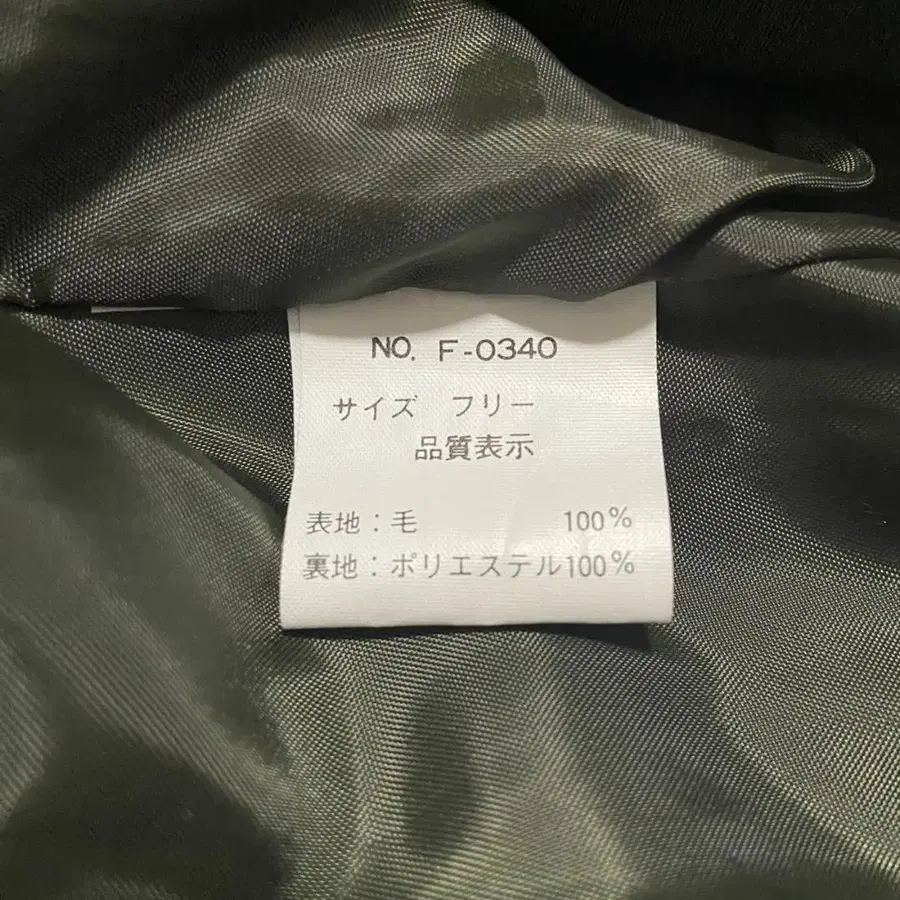 NO. F-0340
サイズ フリー
品質表示
表地：毛 100%
裏地：ポリエステル100%